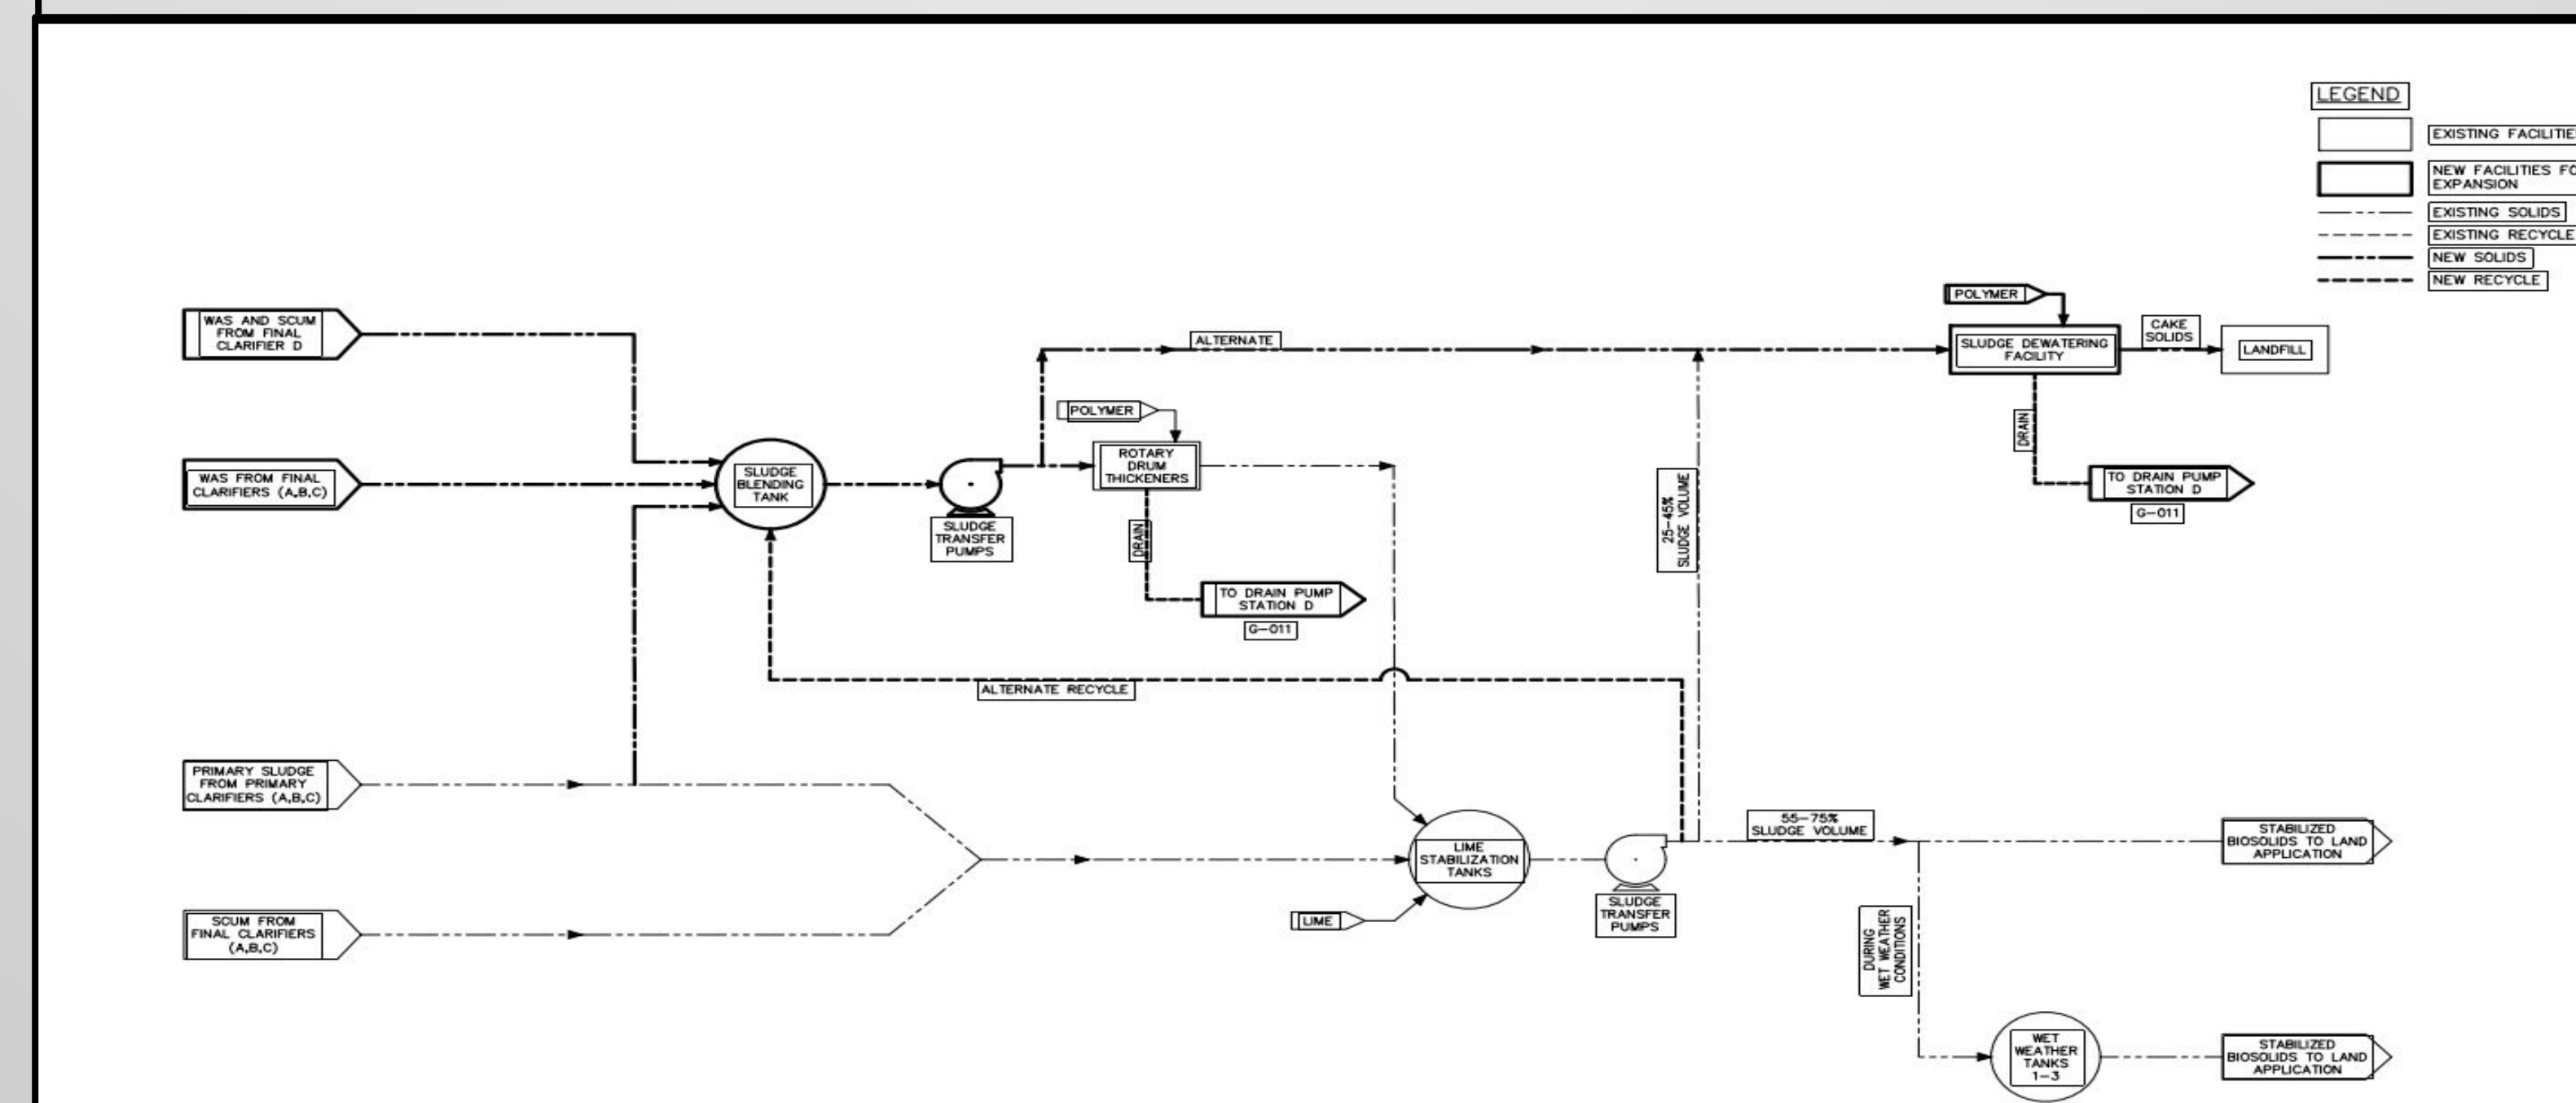 LEGEND
EXISTING FACILITIE
NEW FACILITIES FO
EXPANSION
EXISTING SOLIDS
EXISTING RECYCLE
NEW SOLIDS
NEW RECYCLE
WAS AND SCUM
FROM FINAL
CLARIFIER D
WAS FROM FINAL
CLARIFIERS (A,B,C)
PRIMARY SLUDGE
FROM PRIMARY
CLARIFIERS (A,B,C)
SCUM FROM
FINAL CLARIFIERS
(A,B,C)
SLUDGE
BLENDING
TANK
SLUDGE
TRANSFER
PUMPS
ALTERNATE
POLYMER
ROTARY
DRUM
THICKENERS
DRAIN
TO DRAIN PUMP
STATION D
G-011
ALTERNATE RECYCLE
LIME
STABILIZATION
TANKS
LIME
SLUDGE
TRANSFER
PUMPS
25-45%
SLUDGE VOLUME
55-75%
SLUDGE VOLUME
POLYMER
SLUDGE DEWATERING
FACILITY
CAKE
SOLIDS
LANDFILL
DRAIN
TO DRAIN PUMP
STATION D
G-011
STABILIZED
BIOSOLIDS TO LAND
APPLICATION
DURING
WET WEATHER
CONDITIONS
WET
WEATHER
TANKS
1-3
STABILIZED
BIOSOLIDS TO LAND
APPLICATION